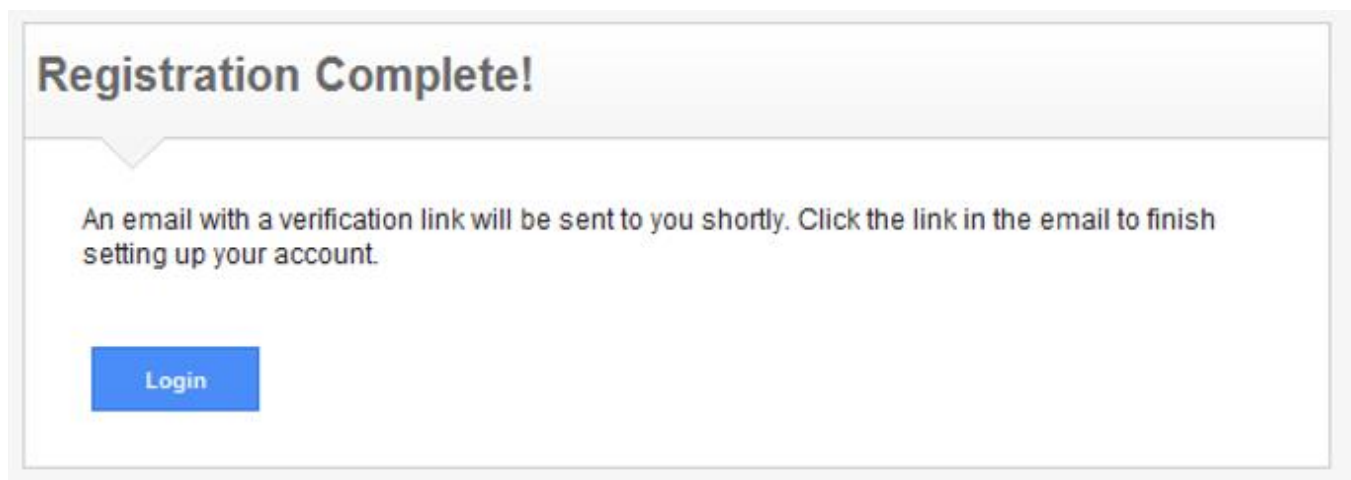 Registration Complete!
An email with a verification link will be sent to you shortly. Click the link in the email to finish
setting up your account.
Login